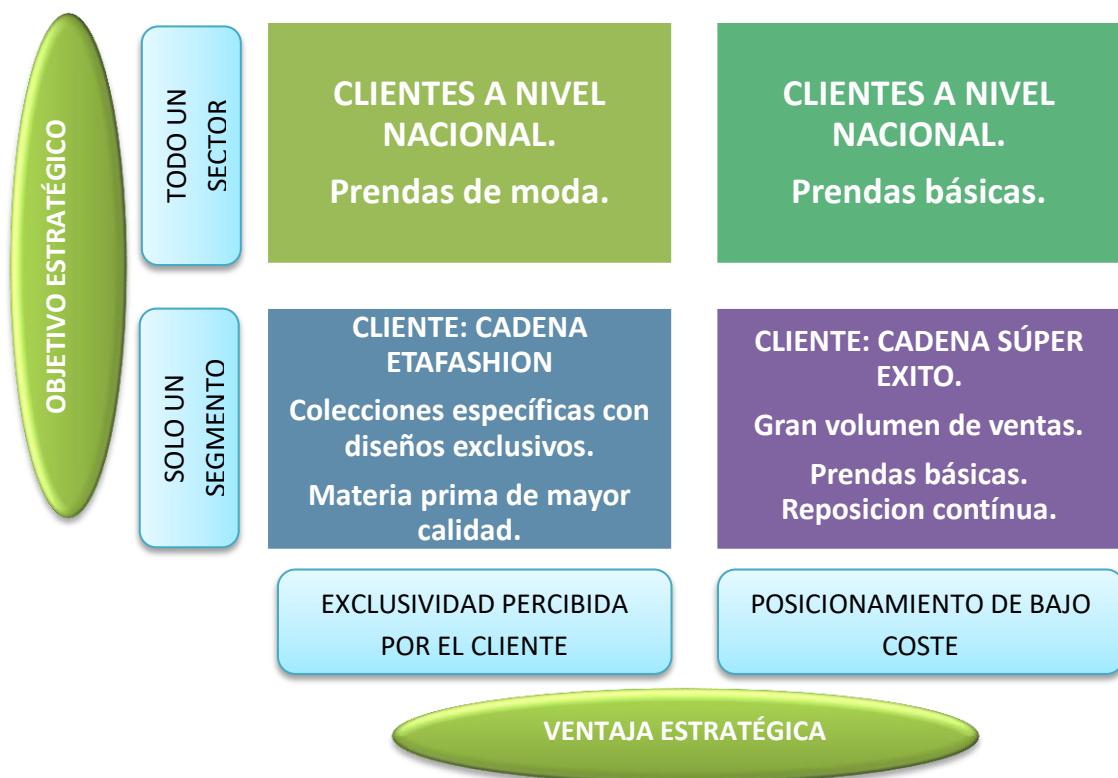 OBJETIVO ESTRATÉGICO
TODO UN
SECTOR
CLIENTES A NIVEL
NACIONAL.
Prendas de moda.
CLIENTES A NIVEL
NACIONAL.
Prendas básicas.
SOLO UN
SEGMENTO
CLIENTE: CADENA
ETAFASHION
Colecciones específicas con
diseños exclusivos.
Materia prima de mayor
calidad.
CLIENTE: CADENA SÚPER
EXITO.
Gran volumen de ventas.
Prendas básicas.
Reposicion contínua.
EXCLUSIVIDAD PERCIBIDA
POR EL CLIENTE
POSICIONAMIENTO DE BAJO
COSTE
VENTAJA ESTRATÉGICA